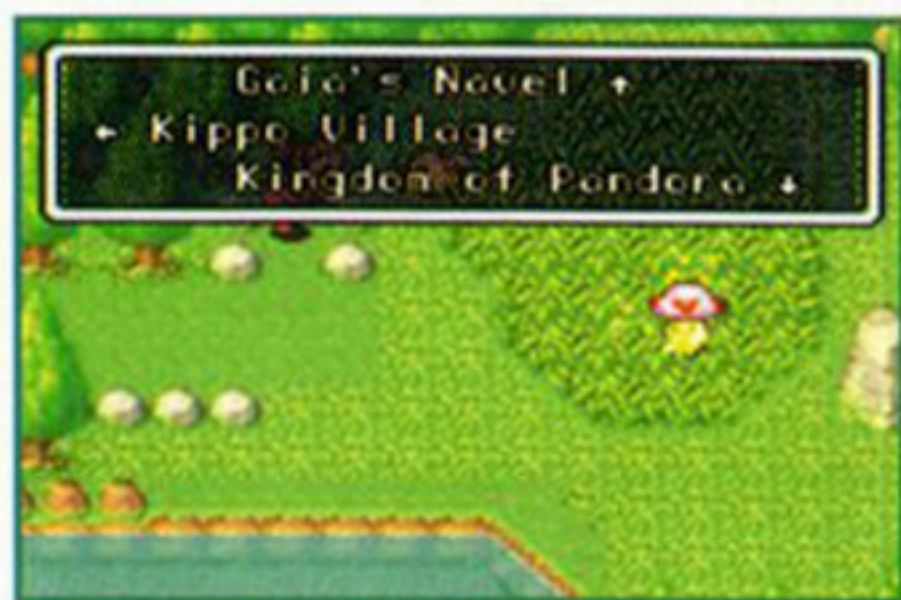 Gaia's Navel ↑
← Kippo Village
Kingdom of Pandora ↓